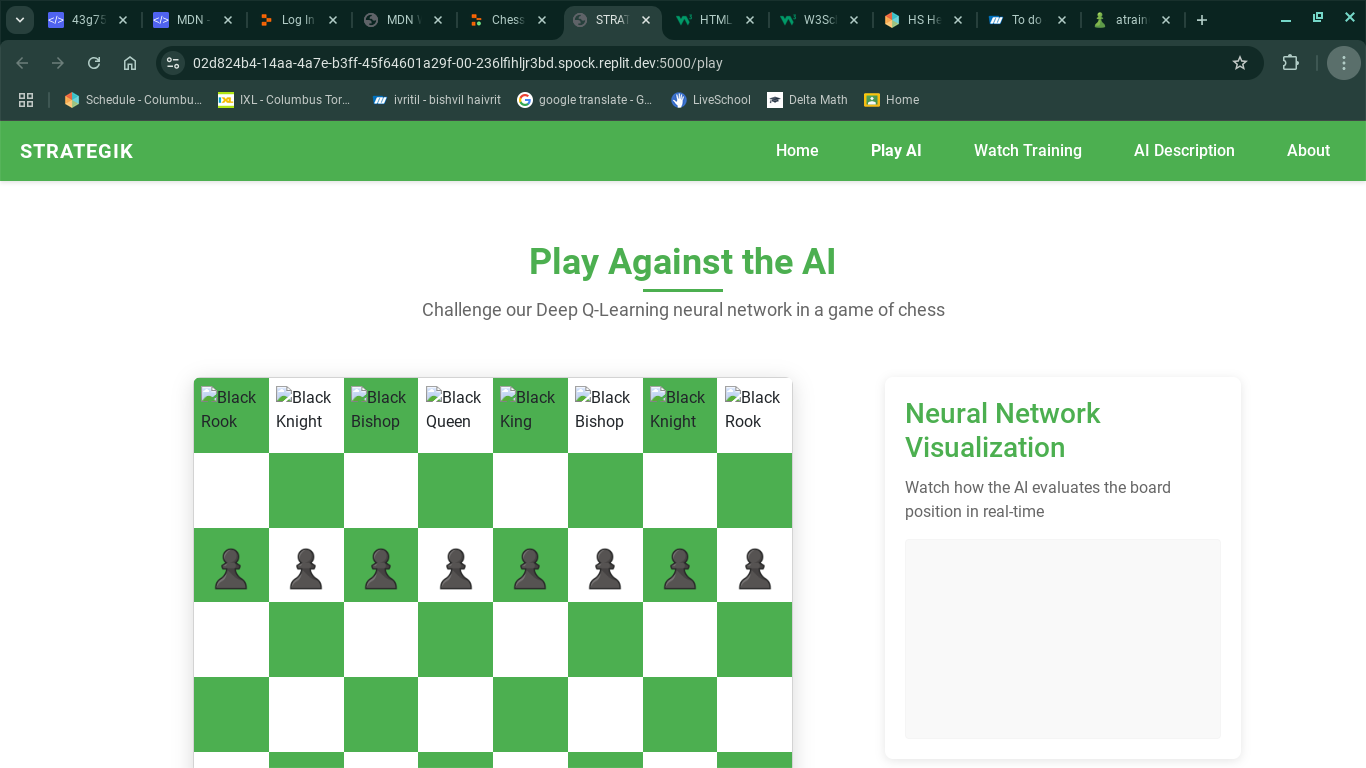 43g75
MDN -
Log In
MDN W
Chess
STRAT
HTML
W3Sc
HS He
To do
atrain
02d824b4-14aa-4a7e-b3ff-45f64601a29f-00-236lfihljr3bd.spock.replit.dev:5000/play
Schedule - Columbu...
IXL - Columbus Tor...
ivritil - bishvil haivrit
google translate - G...
LiveSchool
Delta Math
Home
STRATEGIK
Home
Play AI
Watch Training
AI Description
About
Play Against the AI
Challenge our Deep Q-Learning neural network in a game of chess
Black Rook
Black Knight
Black Bishop
Black Queen
Black King
Black Bishop
Black Knight
Black Rook
Neural Network
Visualization
Watch how the AI evaluates the board
position in real-time